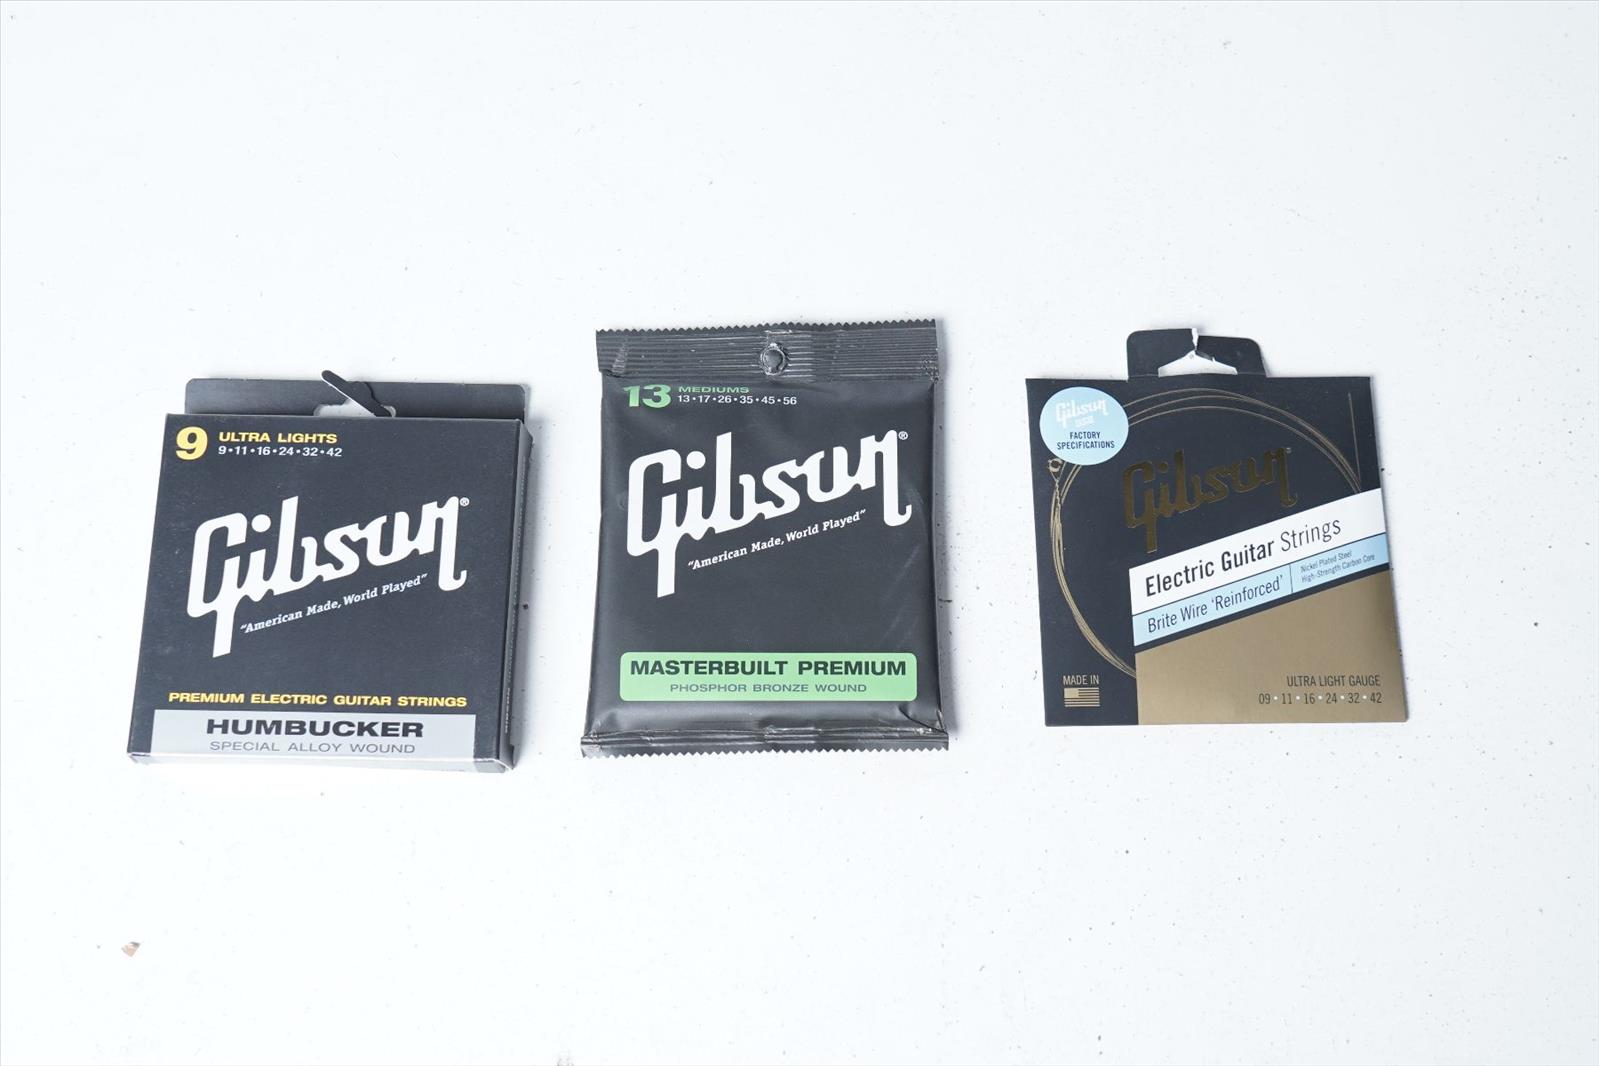 9 ULTRA LIGHTS
9•11•16•24•32•42
Gibson®
"American Made, World Played"
PREMIUM ELECTRIC GUITAR STRINGS
HUMBUCKER
SPECIAL ALLOY WOUND
13 MEDIUMS
13•17•26•35•45•56
Gibson®
"American Made, World Played"
MASTERBUILT PREMIUM
PHOSPHOR BRONZE WOUND
Gibson
USA
FACTORY
SPECIFICATIONS
Gibson
Electric Guitar Strings
Brite Wire 'Reinforced'
Nickel Plated Steel
High-Strength Carbon Core
MADE IN
ULTRA LIGHT GAUGE
09•11•16•24•32•42